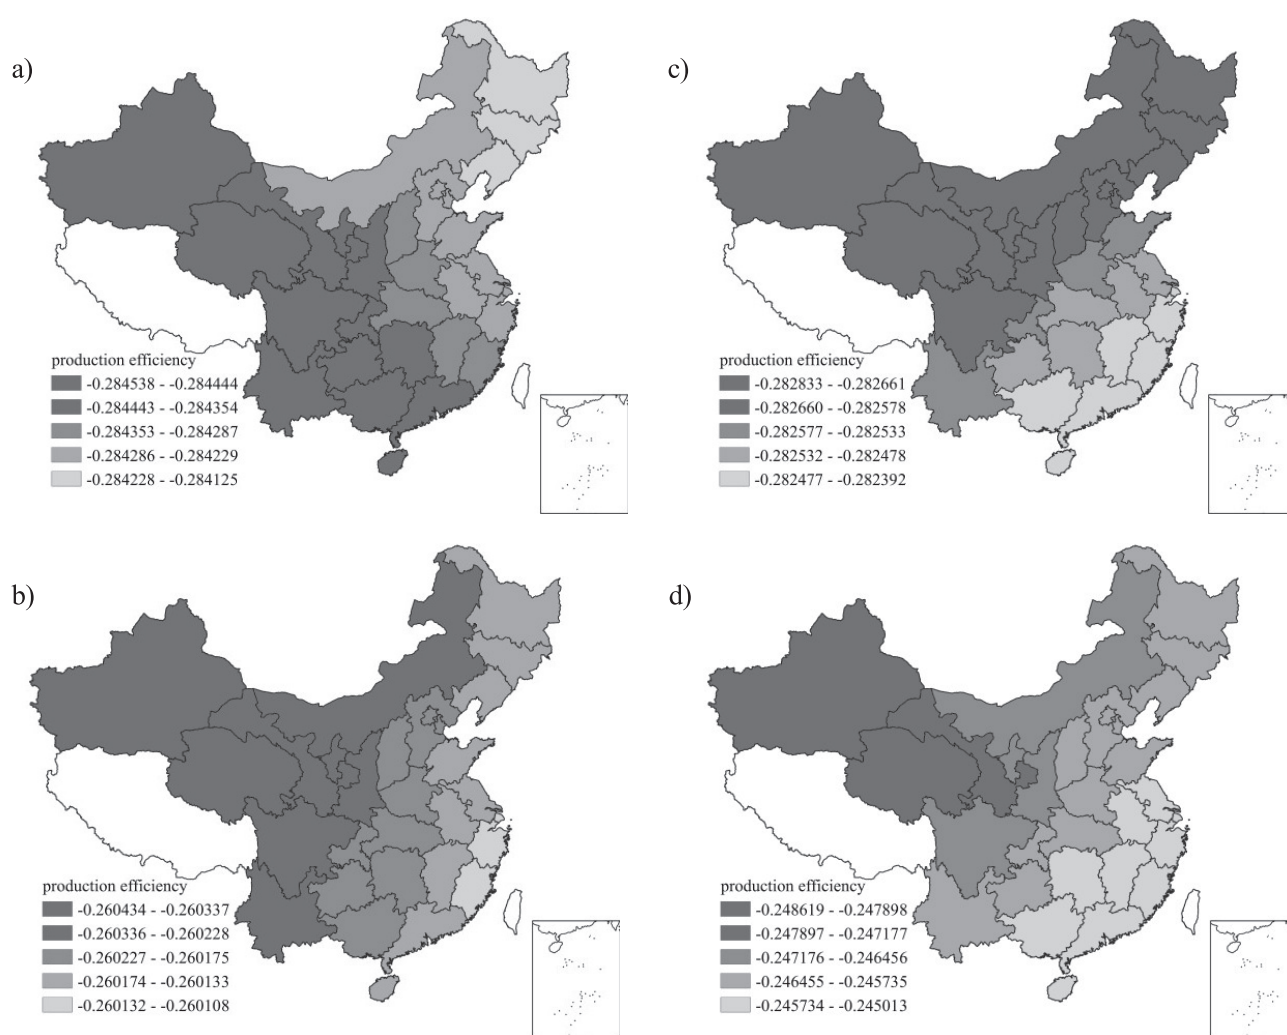 a)
production efficiency
-0.284538 - -0.284444
-0.284443 - -0.284354
-0.284353 - -0.284287
-0.284286 - -0.284229
-0.284228 - -0.284125
c)
production efficiency
-0.282833 - -0.282661
-0.282660 - -0.282578
-0.282577 - -0.282533
-0.282532 - -0.282478
-0.282477 - -0.282392
b)
production efficiency
-0.260434 - -0.260337
-0.260336 - -0.260228
-0.260227 - -0.260175
-0.260174 - -0.260133
-0.260132 - -0.260108
d)
production efficiency
-0.248619 - -0.247898
-0.247897 - -0.247177
-0.247176 - -0.246456
-0.246455 - -0.245735
-0.245734 - -0.245013